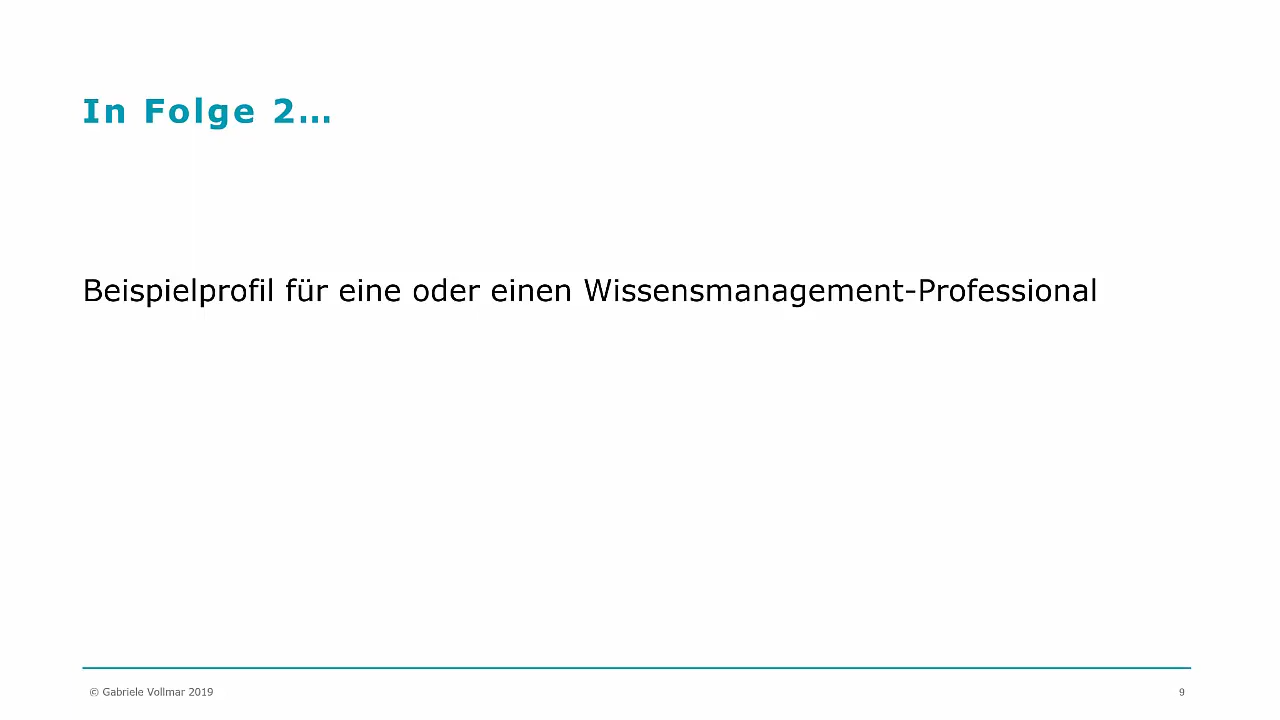 In Folge 2…
Beispielprofil für eine oder einen Wissensmanagement-Professional
© Gabriele Vollmar 2019
9